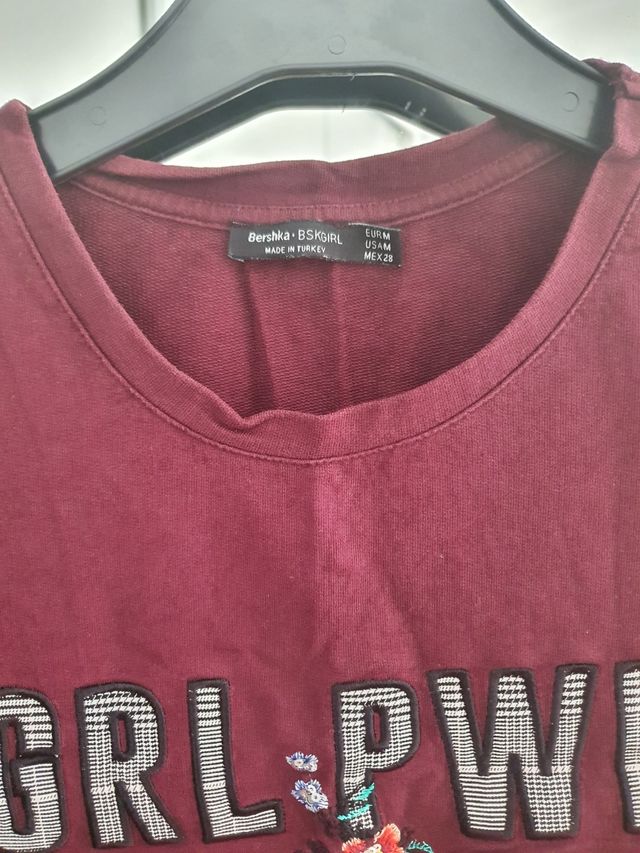 Bershka · BSKGIRL
MADE IN TURKEY
EUR M
USA M
MEX 28
GRL PW